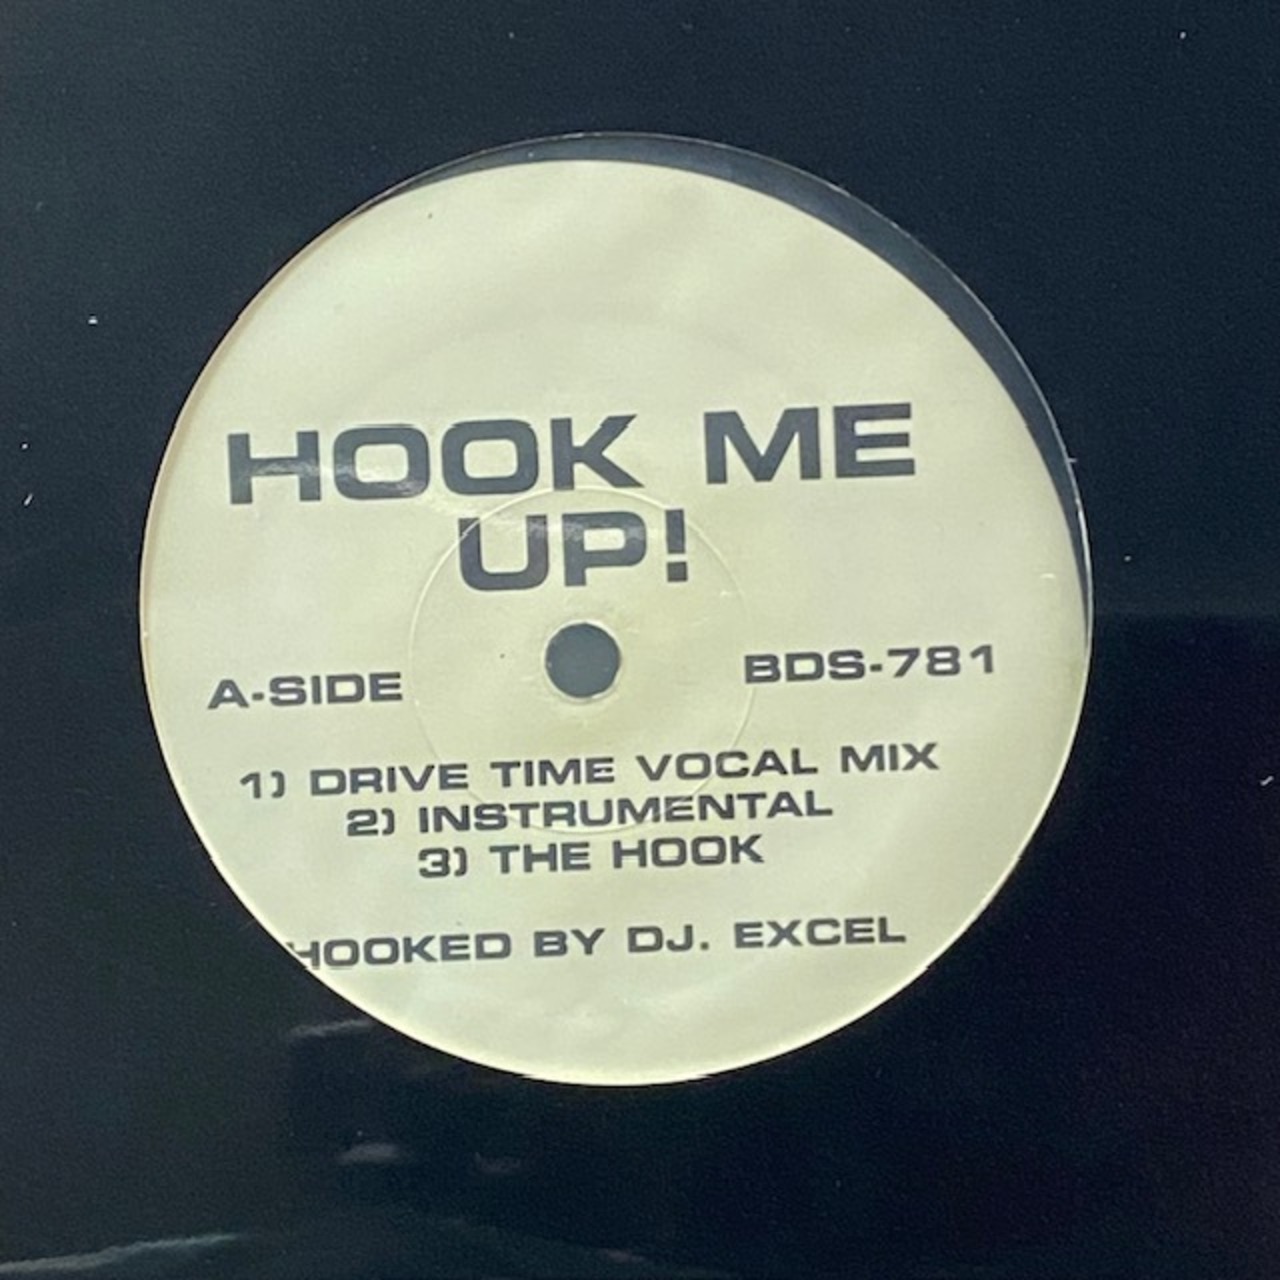 HOOK ME
UP!
A-SIDE BDS-781
1) DRIVE TIME VOCAL MIX
2) INSTRUMENTAL
3) THE HOOK
HOOKED BY DJ. EXCEL